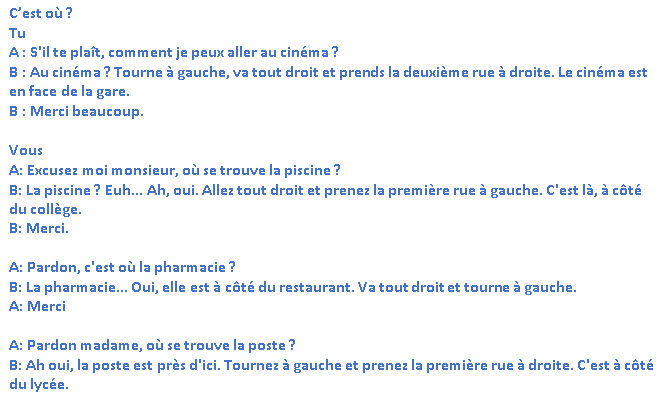 C’est où ?
Tu
A : S'il te plaît, comment je peux aller au cinéma ?
B : Au cinéma ? Tourne à gauche, va tout droit et prends la deuxième rue à droite. Le cinéma est
en face de la gare.
B : Merci beaucoup.
Vous
A: Excusez moi monsieur, où se trouve la piscine ?
B: La piscine ? Euh... Ah, oui. Allez tout droit et prenez la première rue à gauche. C'est là, à côté
du collège.
B: Merci.
A: Pardon, c'est où la pharmacie ?
B: La pharmacie... Oui, elle est à côté du restaurant. Va tout droit et tourne à gauche.
A: Merci
A: Pardon madame, où se trouve la poste ?
B: Ah oui, la poste est près d'ici. Tournez à gauche et prenez la première rue à droite. C'est à côté
du lycée.